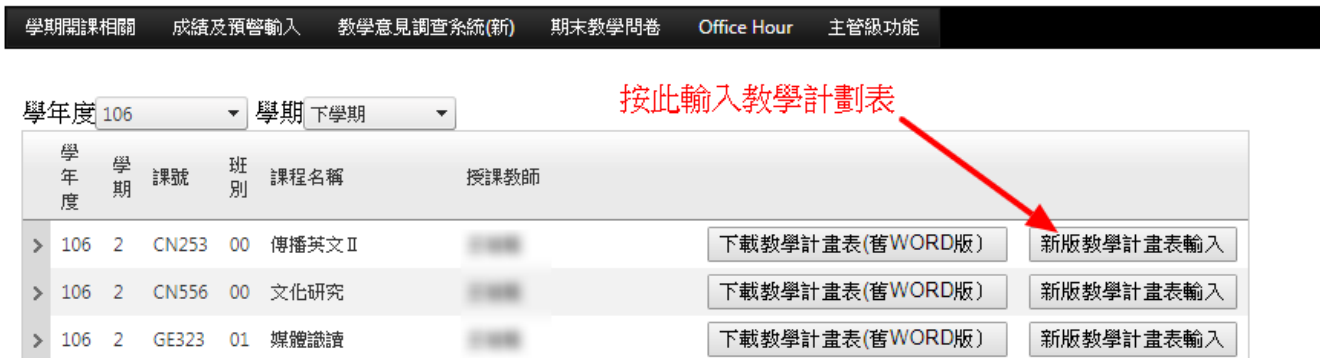 學期開課相關 成績及預警輸入 教學意見調查系統(新) 期末教學問卷 Office Hour 主管級功能
按此輸入教學計劃表
學年度 106 學期 下學期
學年度 學期 課號 班別 課程名稱 授課教師
106 2 CN253 00 傳播英文Ⅱ 下載教學計畫表(舊WORD版) 新版教學計畫表輸入
106 2 CN556 00 文化研究 下載教學計畫表(舊WORD版) 新版教學計畫表輸入
106 2 GE323 01 媒體識讀 下載教學計畫表(舊WORD版) 新版教學計畫表輸入